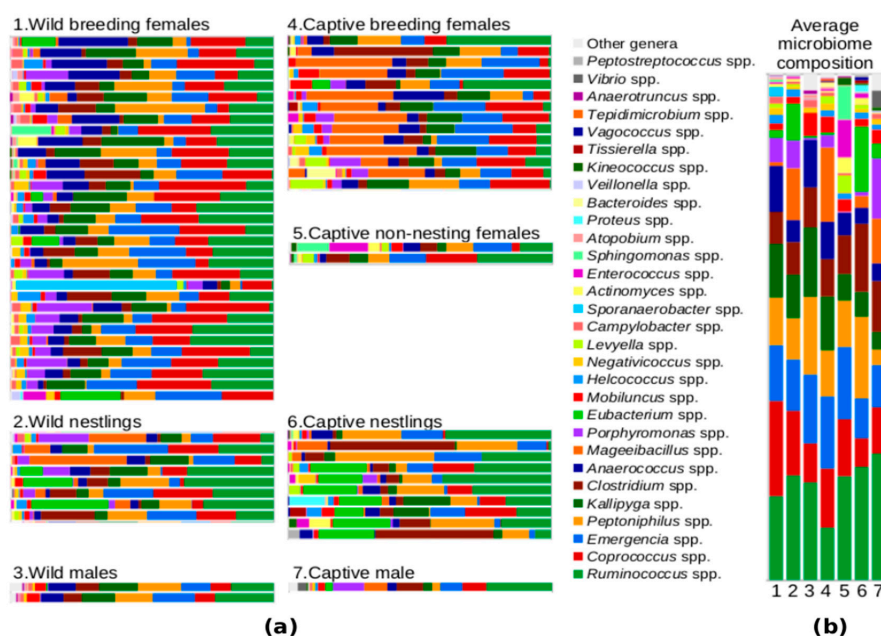 1.Wild breeding females
4.Captive breeding females
5.Captive non-nesting females
2.Wild nestlings
6.Captive nestlings
3.Wild males
7.Captive male
(a)
Other genera
Peptostreptococcus spp.
Vibrio spp.
Anaerotruncus spp.
Tepidimicrobium spp.
Vagococcus spp.
Tissierella spp.
Kineococcus spp.
Veillonella spp.
Bacteroides spp.
Proteus spp.
Atopobium spp.
Sphingomonas spp.
Enterococcus spp.
Actinomyces spp.
Sporanaerobacter spp.
Campylobacter spp.
Levyella spp.
Negativicoccus spp.
Helcococcus spp.
Mobiluncus spp.
Eubacterium spp.
Porphyromonas spp.
Mageeibacillus spp.
Anaerococcus spp.
Clostridium spp.
Kallipyga spp.
Peptoniphilus spp.
Emergencia spp.
Coprococcus spp.
Ruminococcus spp.
Average
microbiome
composition
1 2 3 4 5 6 7
(b)